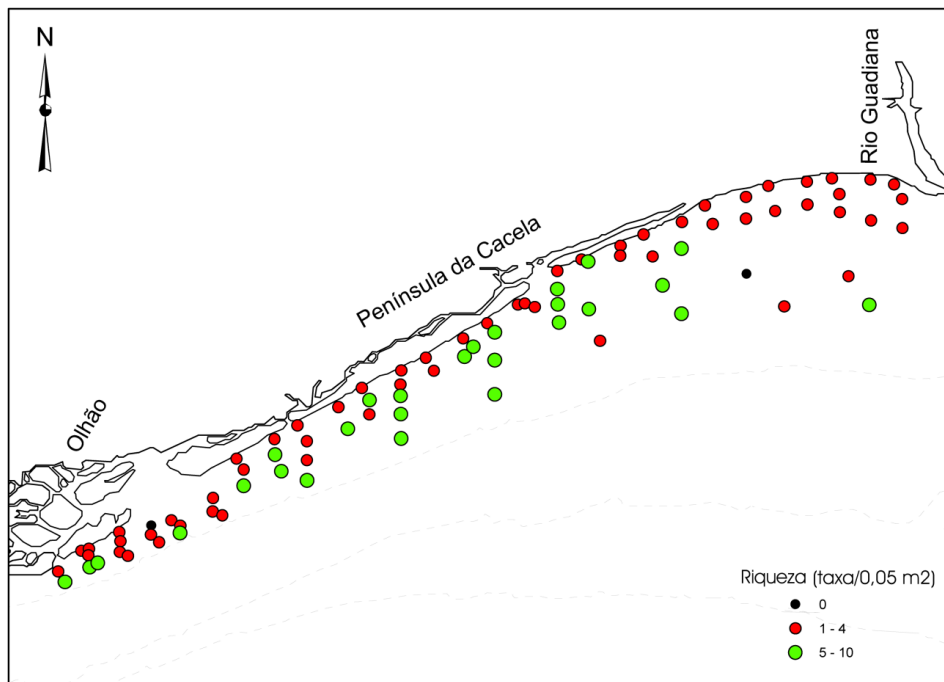 N
Rio Guadiana
Península da Cacela
Olhão
Riqueza (taxa/0,05 m2)
0
1 - 4
5 - 10